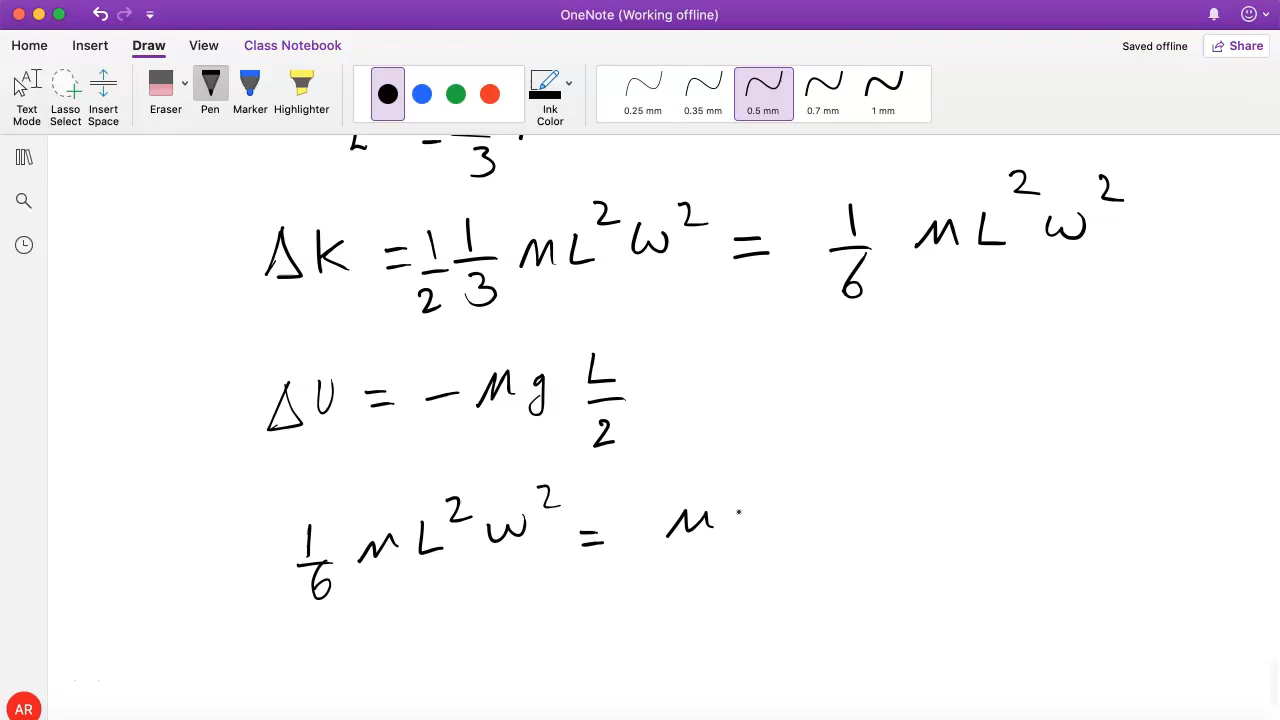 OneNote (Working offline)
Home Insert Draw View Class Notebook Saved offline Share
Text Mode Lasso Select Insert Space Eraser Pen Marker Highlighter Ink Color 0.25 mm 0.35 mm 0.5 mm 0.7 mm 1 mm
= /3
ΔK = 1/2 1/3 ML²ω² = 1/6 ML²ω²
ΔU = - Mg L/2
1/6 ML²ω² = M
AR